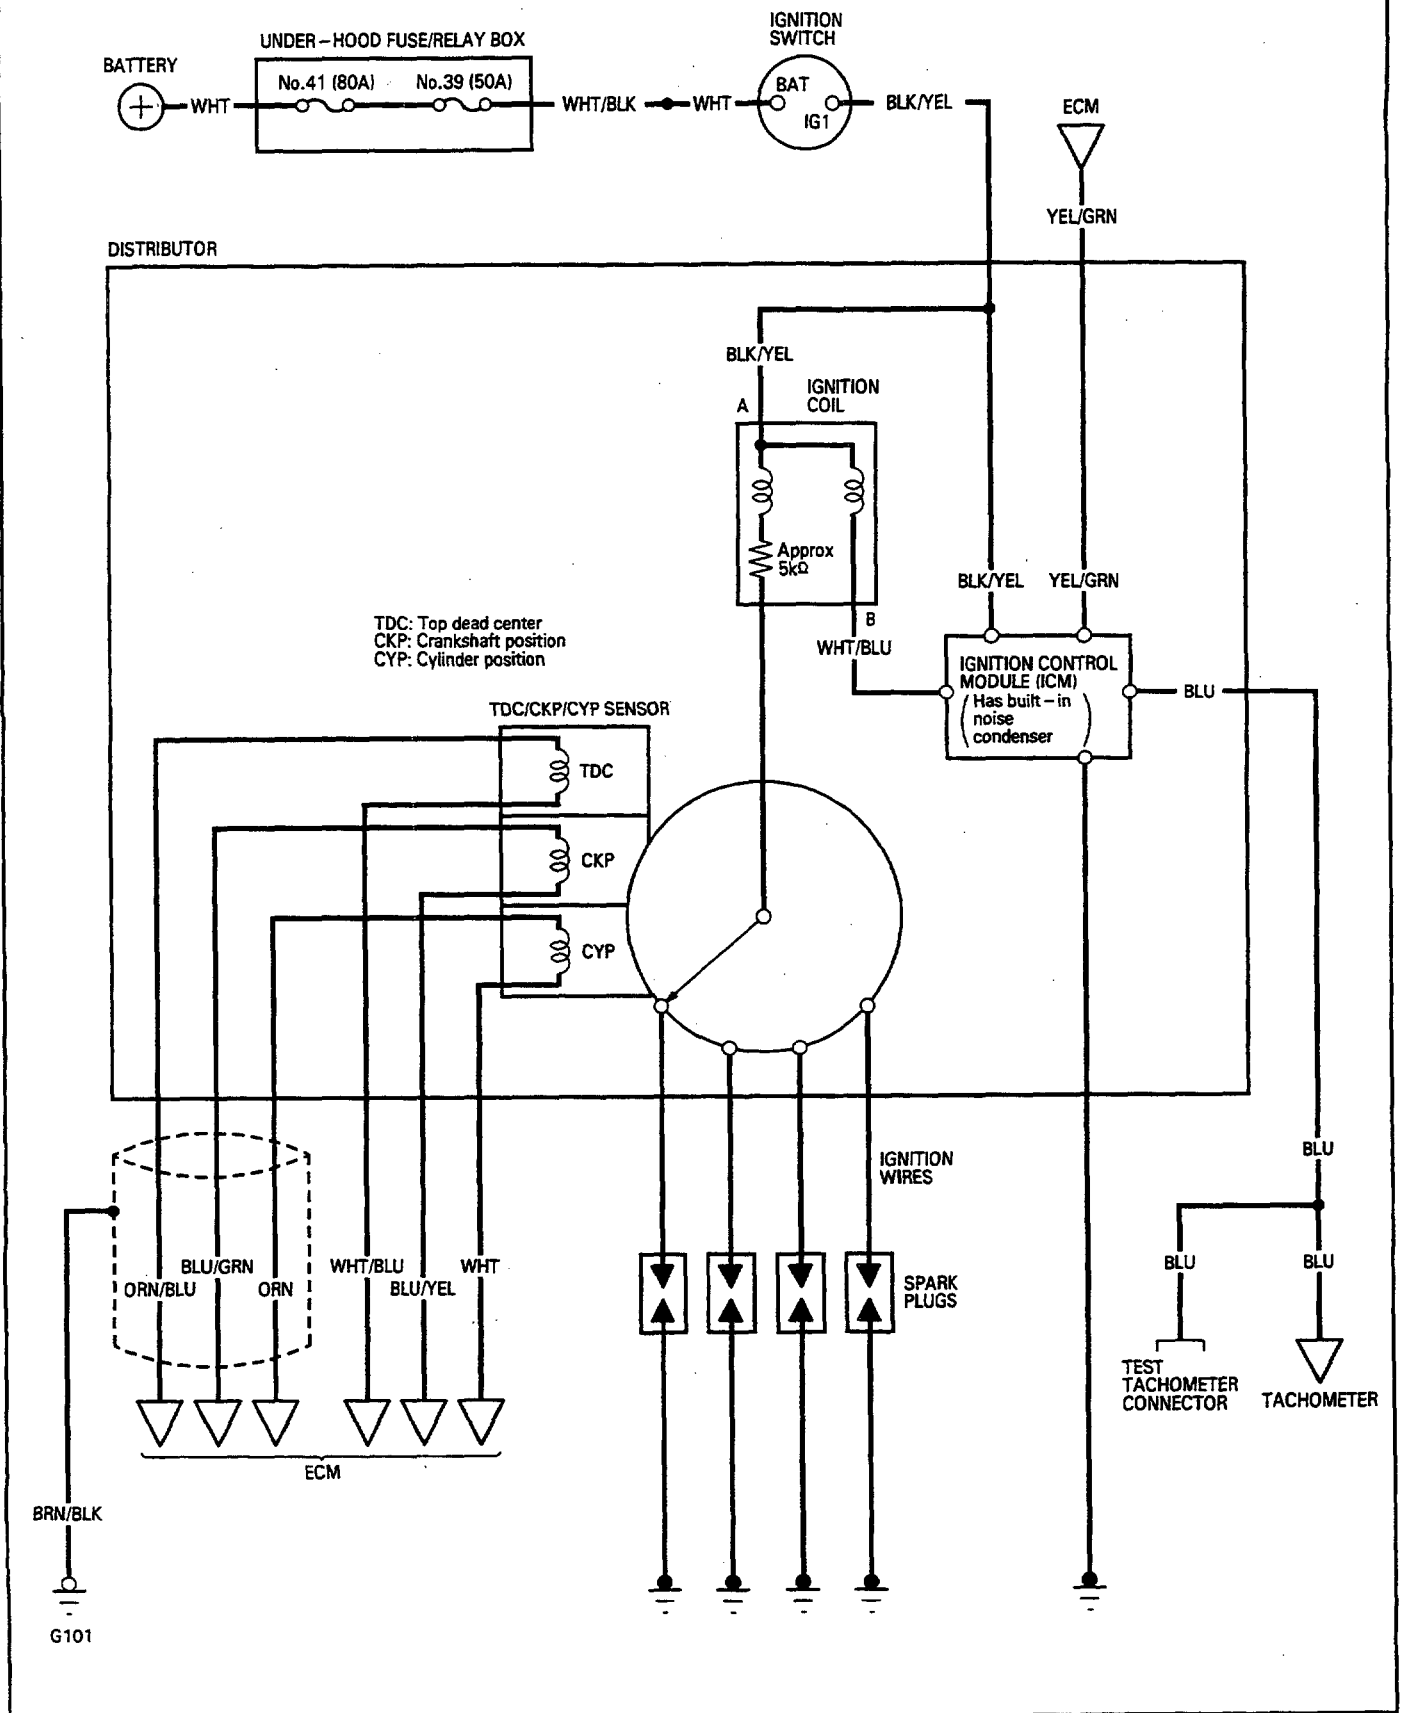 IGNITION
SWITCH
UNDER-HOOD FUSE/RELAY BOX
BATTERY
No.41 (80A)
No.39 (50A)
BAT
IG1
WHT
WHT/BLK
WHT
BLK/YEL
ECM
YEL/GRN
DISTRIBUTOR
BLK/YEL
IGNITION
COIL
A
Approx
5kΩ
BLK/YEL
YEL/GRN
B
WHT/BLU
TDC: Top dead center
CKP: Crankshaft position
CYP: Cylinder position
IGNITION CONTROL
MODULE (ICM)
(Has built-in
noise
condenser)
BLU
TDC/CKP/CYP SENSOR
TDC
CKP
CYP
IGNITION
WIRES
BLU
BLU
BLU
BLU/GRN
ORN/BLU
ORN
WHT/BLU
BLU/YEL
WHT
SPARK
PLUGS
TEST
TACHOMETER
CONNECTOR
TACHOMETER
ECM
BRN/BLK
G101